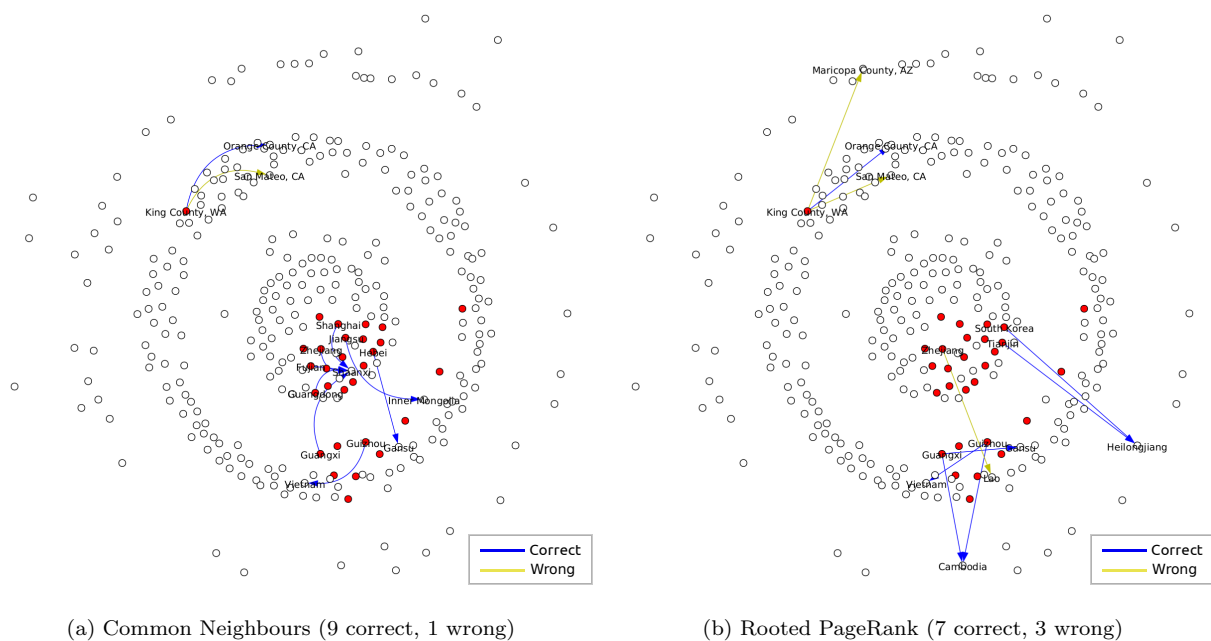 Orange County, CA
San Mateo, CA
King County, WA
Shanghai
Jiangsu
Zhejiang
Hebei
Fujian
Shaanxi
Guangdong
Inner Mongolia
Guizhou
Gansu
Guangxi
Vietnam
Correct
Wrong
(a) Common Neighbours (9 correct, 1 wrong)
Maricopa County, AZ
Orange County, CA
San Mateo, CA
King County, WA
South Korea
Tianjin
Zhejiang
Guizhou
Gansu
Guangxi
Heilongjiang
Lao
Vietnam
Cambodia
Correct
Wrong
(b) Rooted PageRank (7 correct, 3 wrong)